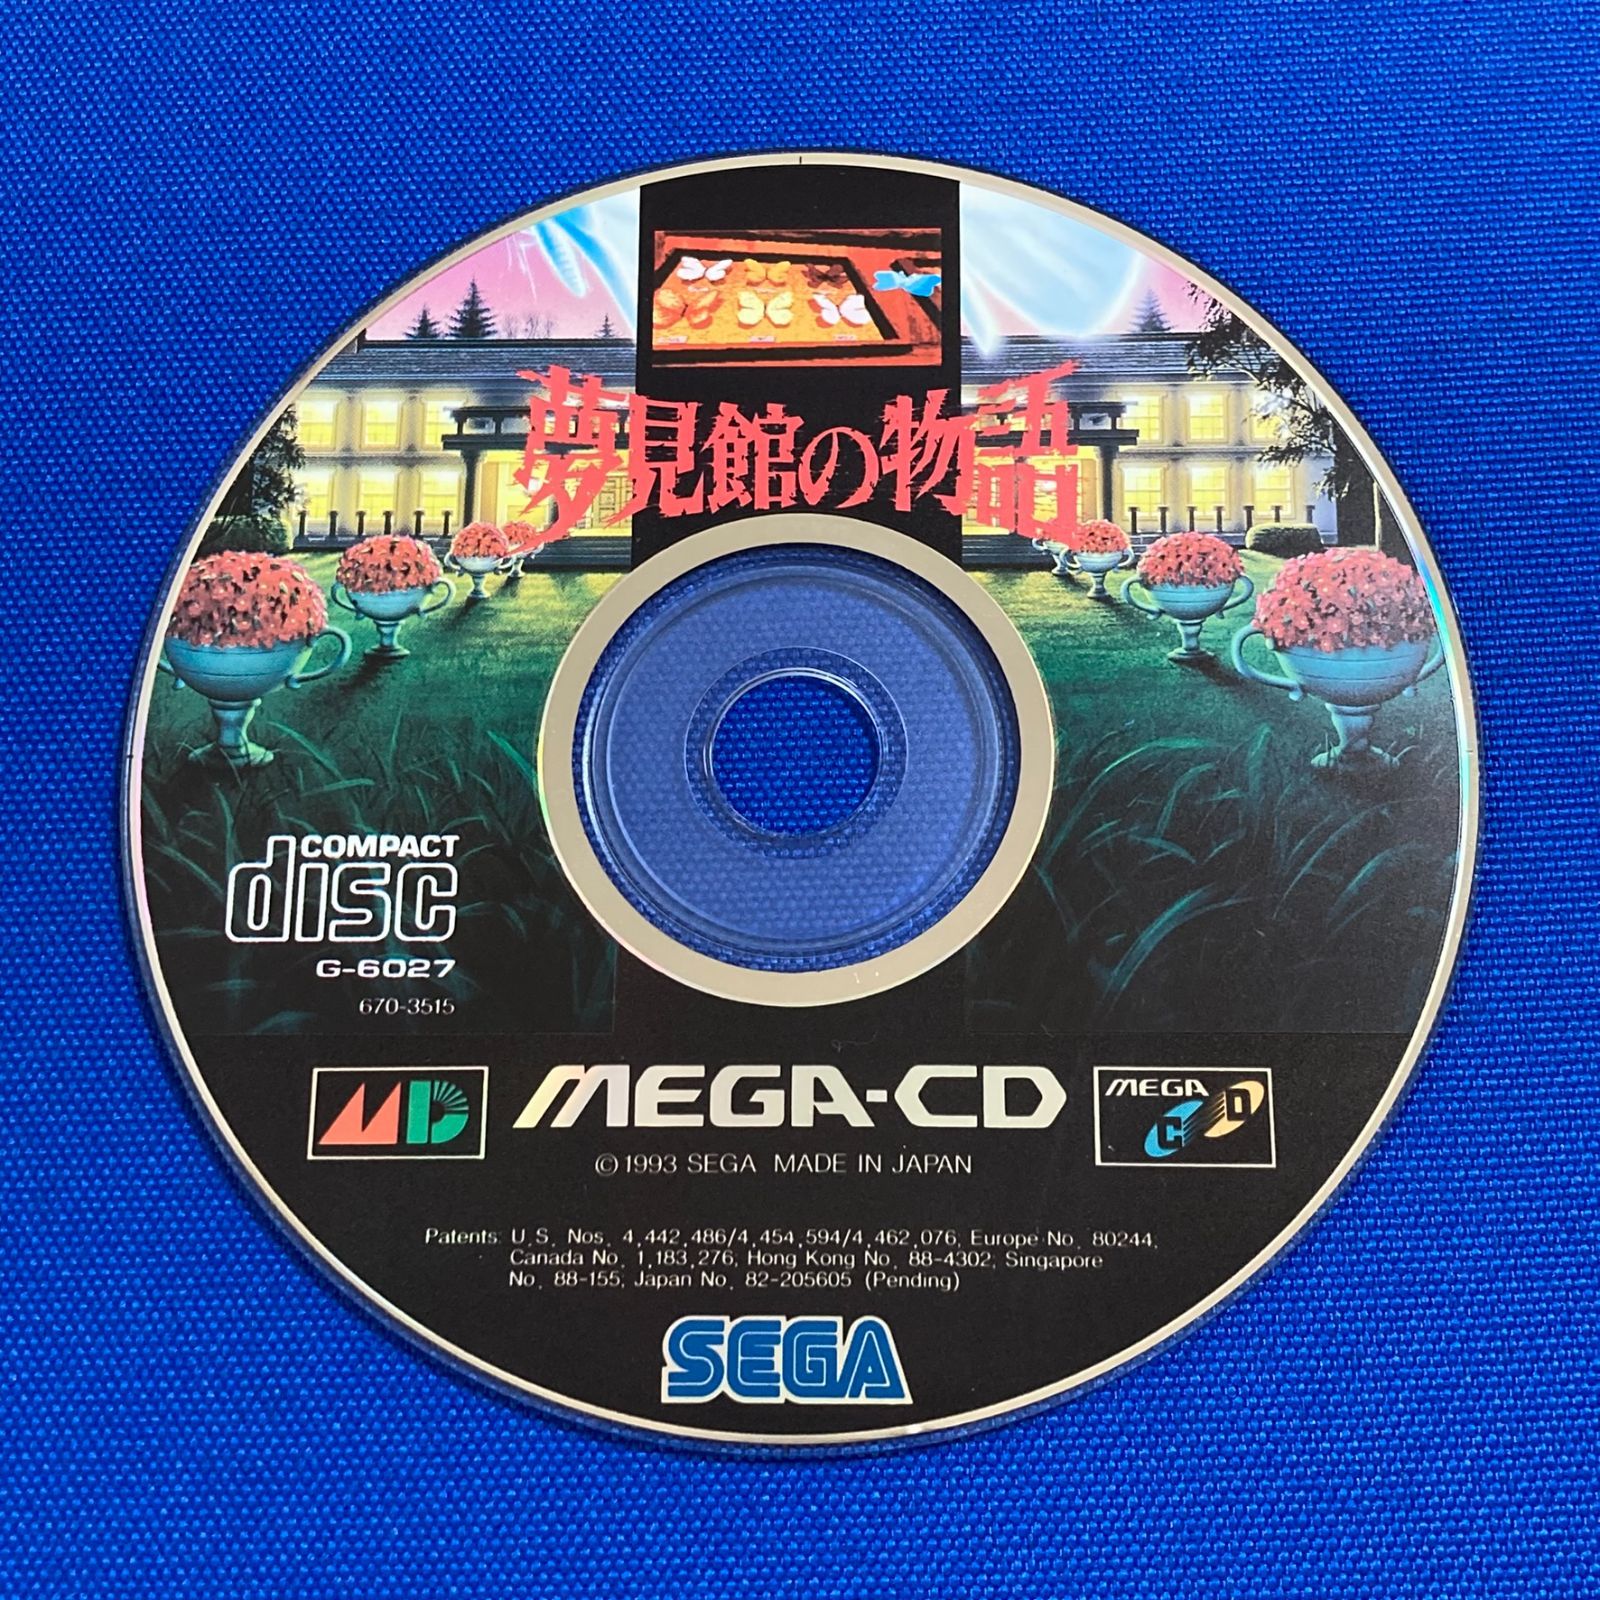 夢見館の物語
COMPACT
disc
G-6027
670-3515
MD
MEGA-CD
MEGA
CD
© 1993 SEGA MADE IN JAPAN
Patents: U.S. Nos. 4,442,486/4,454,594/4,462,076; Europe No. 80244;
Canada No. 1,183,276; Hong Kong No. 88-4302; Singapore
No. 88-155; Japan No. 82-205605 (Pending)
SEGA